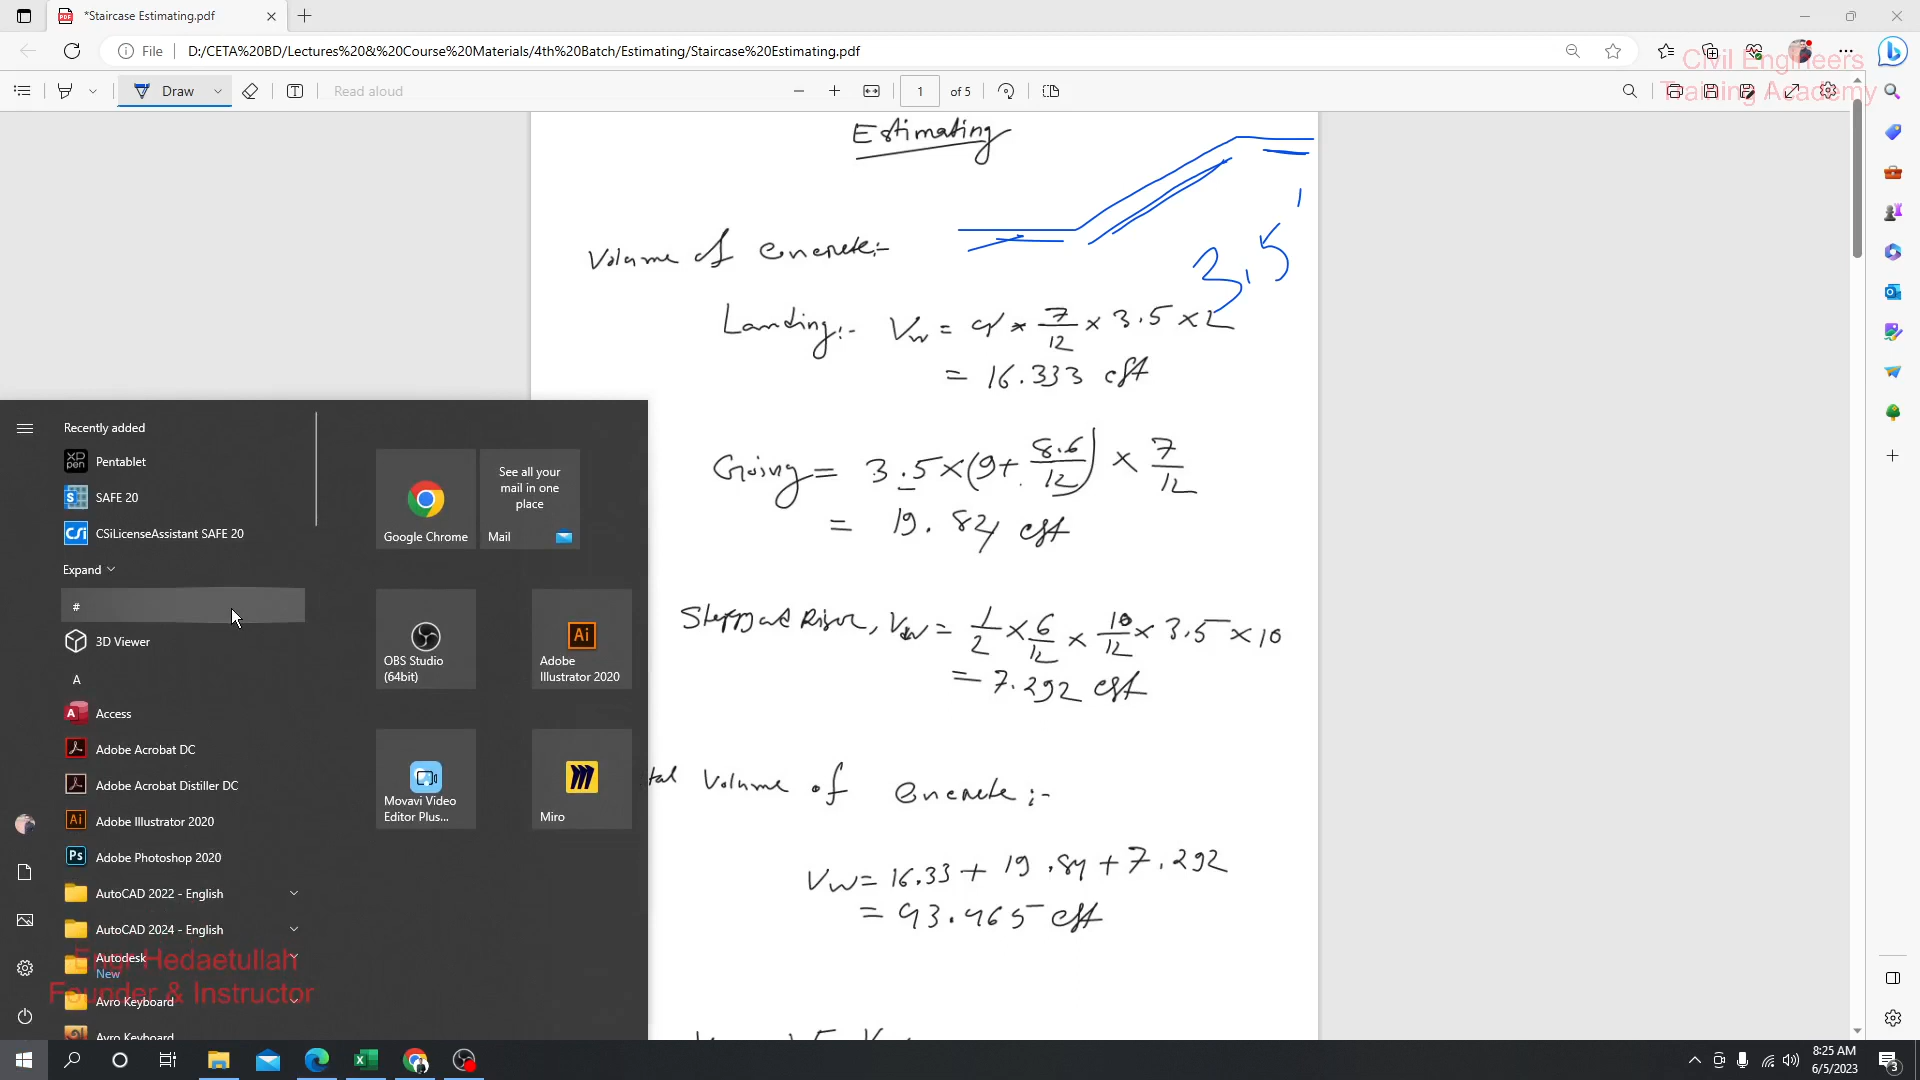 *Staircase Estimating.pdf
File
D:/CETA%20BD/Lectures%20&%20Course%20Materials/4th%20Batch/Estimating/Staircase%20Estimating.pdf
Civil Engineers
Training Academy
Draw
Read aloud
1 of 5
Estimating
3.5'
Volume of Concrete:-
Landing:- Vw = 4 × 7/12 × 3.5 × 2
= 16.333 cft
Going = 3.5 × (9 + 8.6/12) × 7/12
= 19.84 cft
Vw = 1/2 × 6/12 × 10/12 × 3.5 × 10
= 7.292 cft
tal Volume of Concrete:-
Vw = 16.33 + 19.84 + 7.292
= 43.465 cft
Recently added
Pentablet
SAFE 20
CSiLicenseAssistant SAFE 20
Expand
#
3D Viewer
A
Access
Adobe Acrobat DC
Adobe Acrobat Distiller DC
Adobe Illustrator 2020
Adobe Photoshop 2020
AutoCAD 2022 - English
AutoCAD 2024 - English
Autodesk
New
Avro Keyboard
Avro Keyboard
Google Chrome
See all your
mail in one
place
Mail
OBS Studio
(64bit)
Adobe
Illustrator 2020
Movavi Video
Editor Plus...
Miro
Engr Hedaetullah
Founder & Instructor
8:25 AM
6/5/2023
3